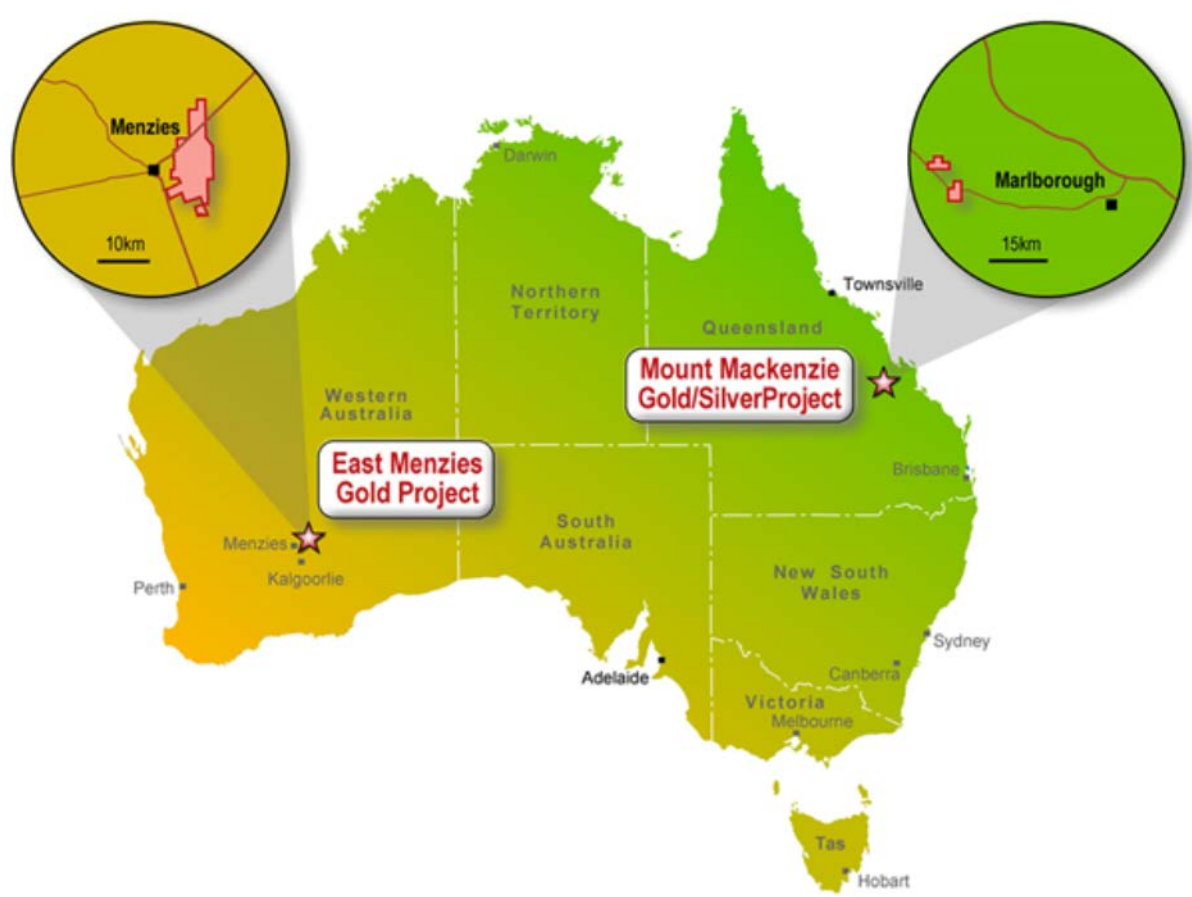 Menzies
10km
Marlborough
15km
Darwin
Townsville
Northern
Territory
Queensland
Mount Mackenzie
Gold/SilverProject
Western
Australia
East Menzies
Gold Project
Brisbane
South
Australia
Menzies
Kalgoorlie
Perth
New South
Wales
Sydney
Canberra
Adelaide
Victoria
Melbourne
Tas
Hobart